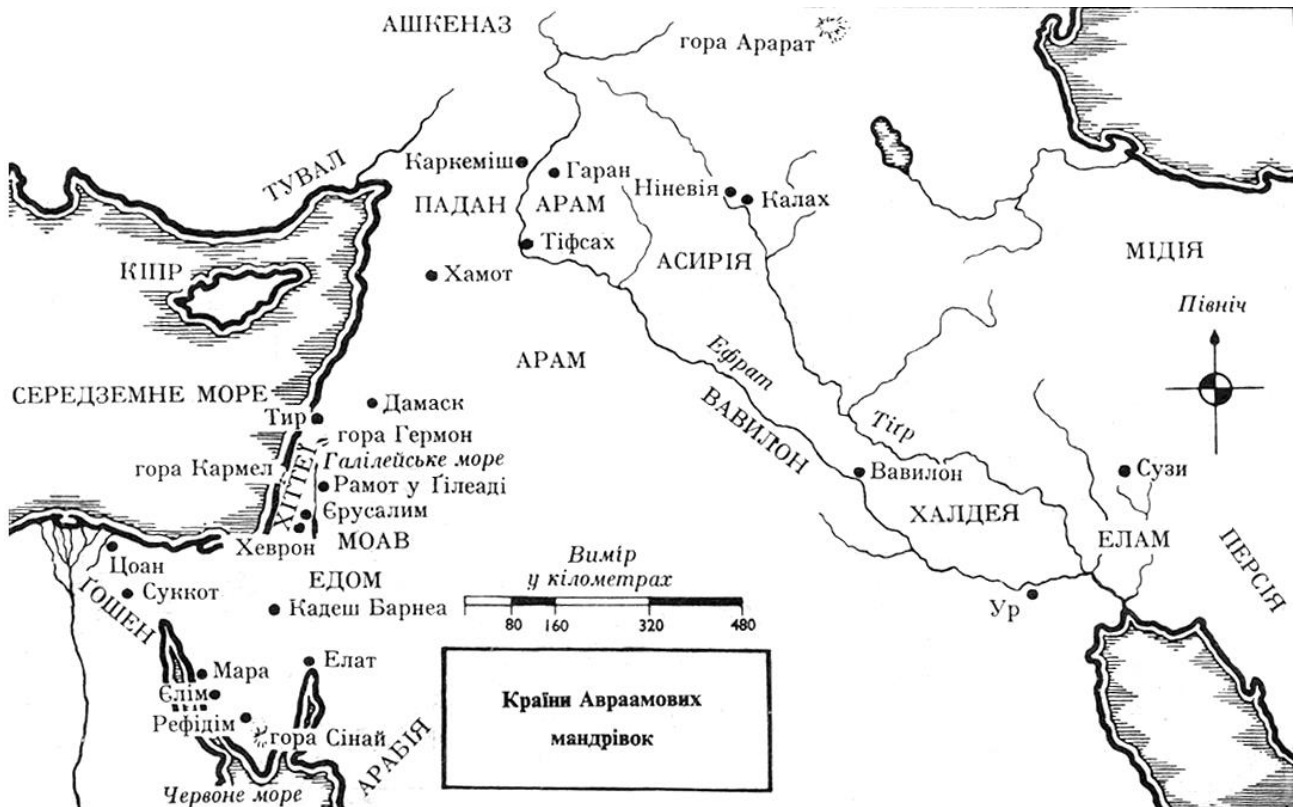 АШКЕНАЗ
гора Арарат
ТУВАЛ
Каркеміш
Гаран
Ніневія
Калах
ПАДАН АРАМ
Тіфсах
АСИРІЯ
МІДІЯ
КІПР
Хамот
Північ
АРАМ
Ефрат
СЕРЕДЗЕМНЕ МОРЕ
Дамаск
Тир
ВАВИЛОН
Тіґр
гора Гермон
Галілейське море
гора Кармел
ХІТТЕЇ
Вавилон
Сузи
Рамот у Ґілеаді
Єрусалим
ХАЛДЕЯ
Хеврон
МОАВ
ЕЛАМ
ПЕРСІЯ
Цоан
Вимір
у кілометрах
ЕДОМ
Суккот
ҐОШЕН
Кадеш Барнеа
80 160 320 480
Ур
Елат
Мара
Єлім
Рефідім
гора Сінай
АРАБІЯ
Червоне море
Країни Авраамових
мандрівок